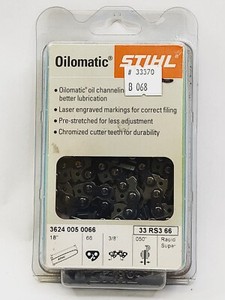 Oilomatic® STIHL®
# 33370
B 068
• Oilomatic® oil channeling
better lubrication
• Laser engraved markings for correct filing
• Pre-stretched for less adjustment
• Chromized cutter teeth for durability
3624 005 0066 33 RS3 66
18" 66 3/8" .050" Rapid
Super